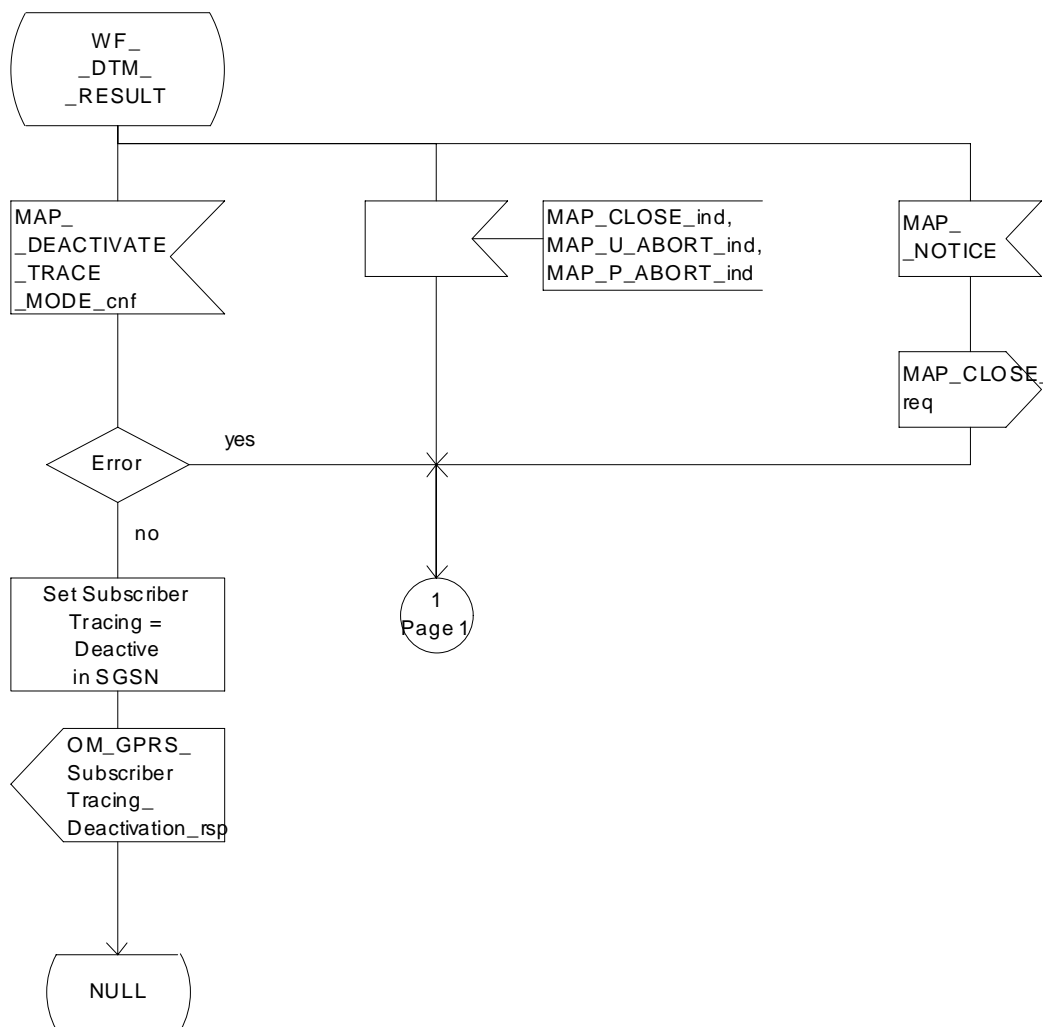 WF_
_DTM_
_RESULT
MAP_
_DEACTIVATE
_TRACE
_MODE_cnf
MAP_CLOSE_ind,
MAP_U_ABORT_ind,
MAP_P_ABORT_ind
MAP_
_NOTICE
MAP_CLOSE_
req
Error
yes
no
Set Subscriber
Tracing =
Deactive
in SGSN
1
Page 1
OM_GPRS_
Subscriber
Tracing_
Deactivation_rsp
NULL